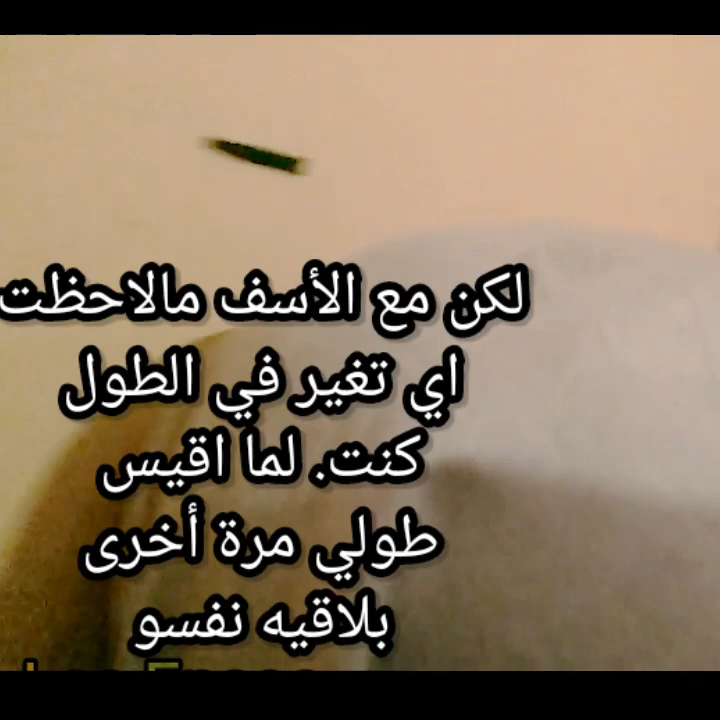 لكن مع الأسف مالاحظت
اي تغير في الطول
كنت. لما اقيس
طولي مرة أخرى
بلاقيه نفسو